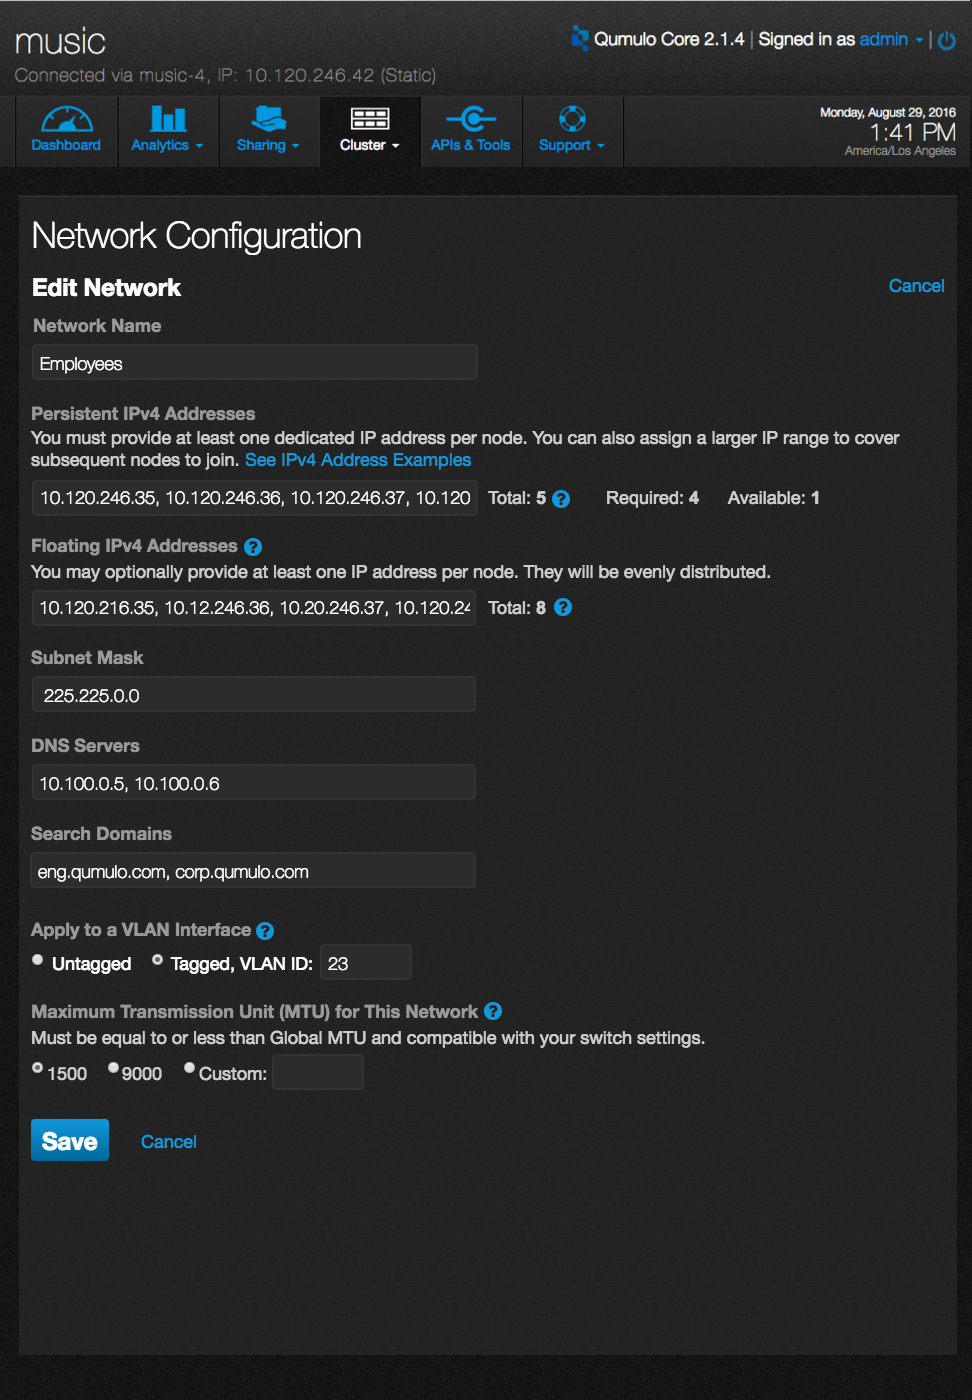 music
Qumulo Core 2.1.4 | Signed in as admin |
Connected via music-4, IP: 10.120.246.42 (Static)
Dashboard
Analytics
Sharing
Cluster
APIs & Tools
Support
Monday, August 29, 2016
1:41 PM
America/Los Angeles
Network Configuration
Edit Network
Cancel
Network Name
Employees
Persistent IPv4 Addresses
You must provide at least one dedicated IP address per node. You can also assign a larger IP range to cover
subsequent nodes to join. See IPv4 Address Examples
10.120.246.35, 10.120.246.36, 10.120.246.37, 10.120
Total: 5 ?
Required: 4
Available: 1
Floating IPv4 Addresses ?
You may optionally provide at least one IP address per node. They will be evenly distributed.
10.120.216.35, 10.12.246.36, 10.20.246.37, 10.120.24
Total: 8 ?
Subnet Mask
225.225.0.0
DNS Servers
10.100.0.5, 10.100.0.6
Search Domains
eng.qumulo.com, corp.qumulo.com
Apply to a VLAN Interface ?
Untagged
Tagged, VLAN ID:
23
Maximum Transmission Unit (MTU) for This Network ?
Must be equal to or less than Global MTU and compatible with your switch settings.
1500
9000
Custom:
Save
Cancel